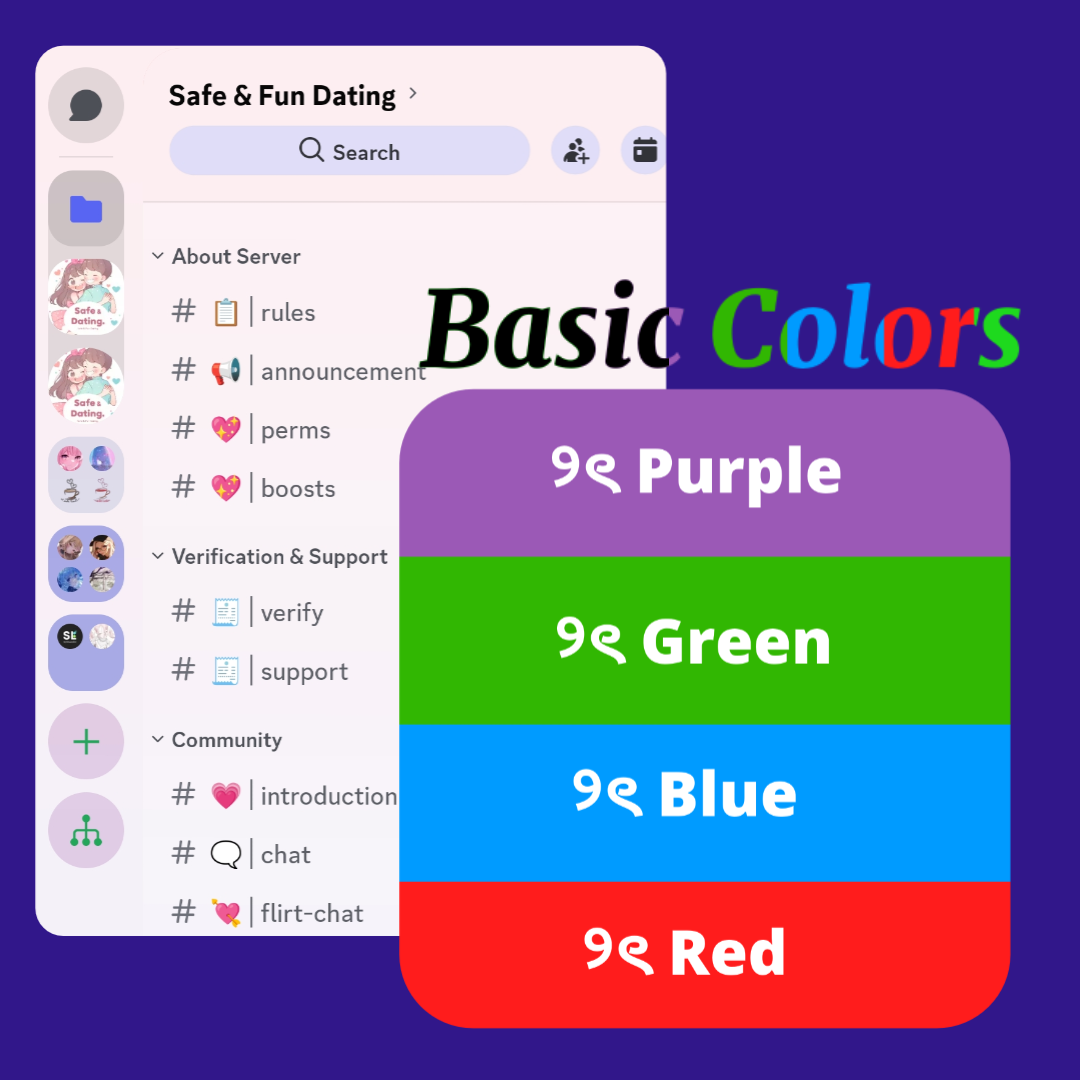 Safe & Fun Dating
Search
About Server
# 📋 | rules
# 📢 | announcement
# 💖 | perms
# 💖 | boosts
Verification & Support
# 🧾 | verify
# 🧾 | support
Community
# 💗 | introduction
# 🗨 | chat
# 💘 | flirt-chat
Safe &
Dating.
Safe &
Dating.
SL
Basic Colors
୨ৎ Purple
୨ৎ Green
୨ৎ Blue
୨ৎ Red